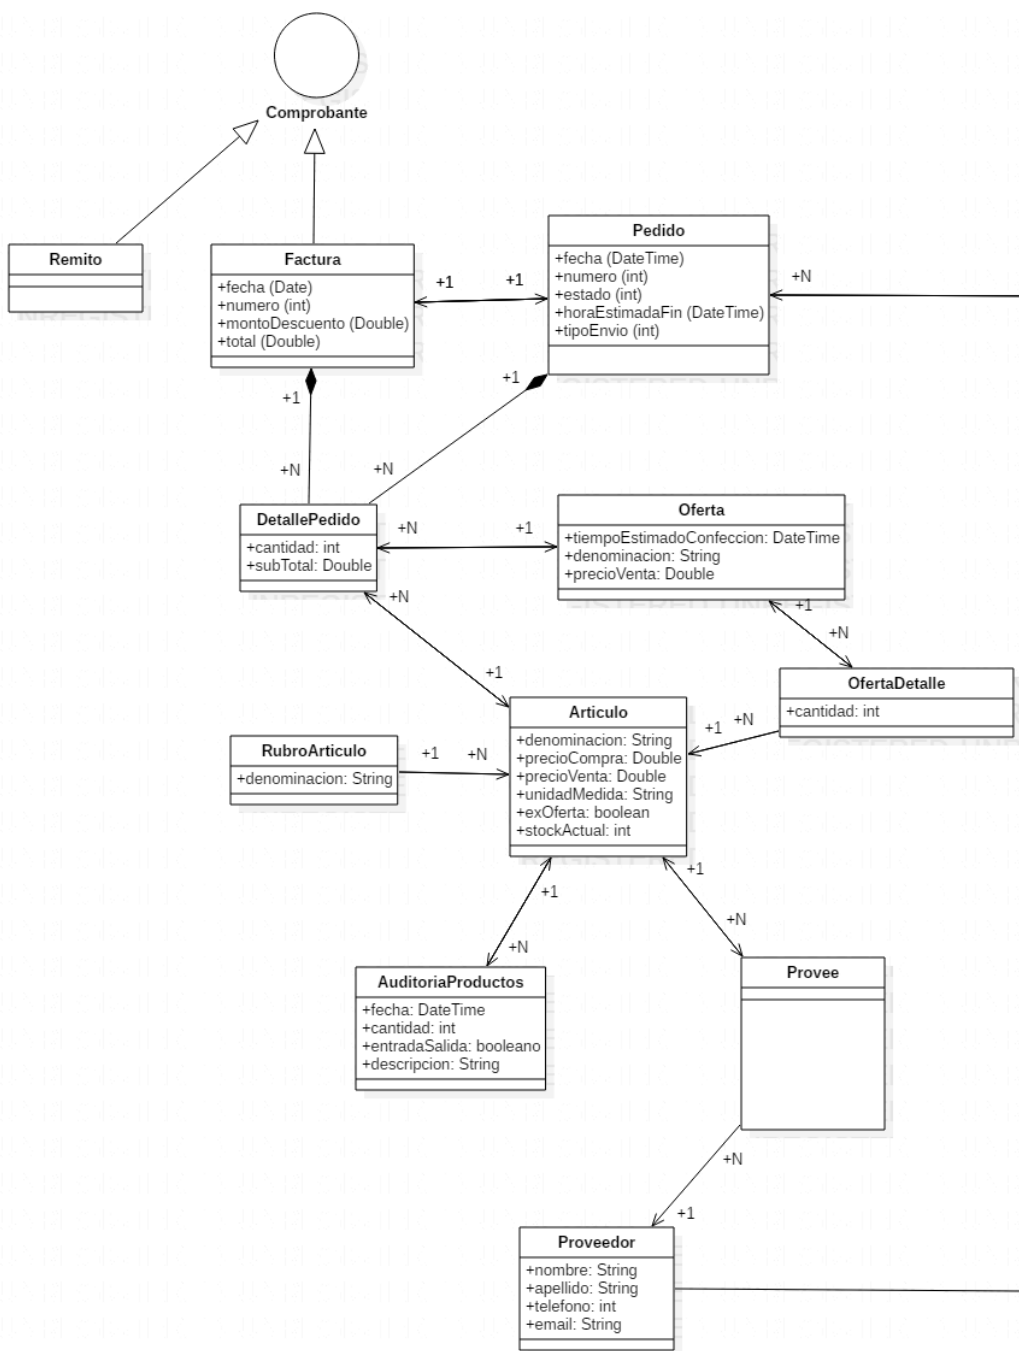 Comprobante
Remito
Factura
+fecha (Date)
+numero (int)
+montoDescuento (Double)
+total (Double)
+1
+1
Pedido
+fecha (DateTime)
+numero (int)
+estado (int)
+horaEstimadaFin (DateTime)
+tipoEnvio (int)
+N
+1
+1
+N
+N
DetallePedido
+cantidad: int
+subTotal: Double
+N
+1
Oferta
+tiempoEstimadoConfeccion: DateTime
+denominacion: String
+precioVenta: Double
+N
+1
+N
+1
OfertaDetalle
+cantidad: int
+N
+1
Articulo
+denominacion: String
+precioCompra: Double
+precioVenta: Double
+unidadMedida: String
+exOferta: boolean
+stockActual: int
RubroArticulo
+denominacion: String
+1
+N
+1
+1
+N
+N
AuditoriaProductos
+fecha: DateTime
+cantidad: int
+entradaSalida: booleano
+descripcion: String
Provee
+N
+1
Proveedor
+nombre: String
+apellido: String
+telefono: int
+email: String